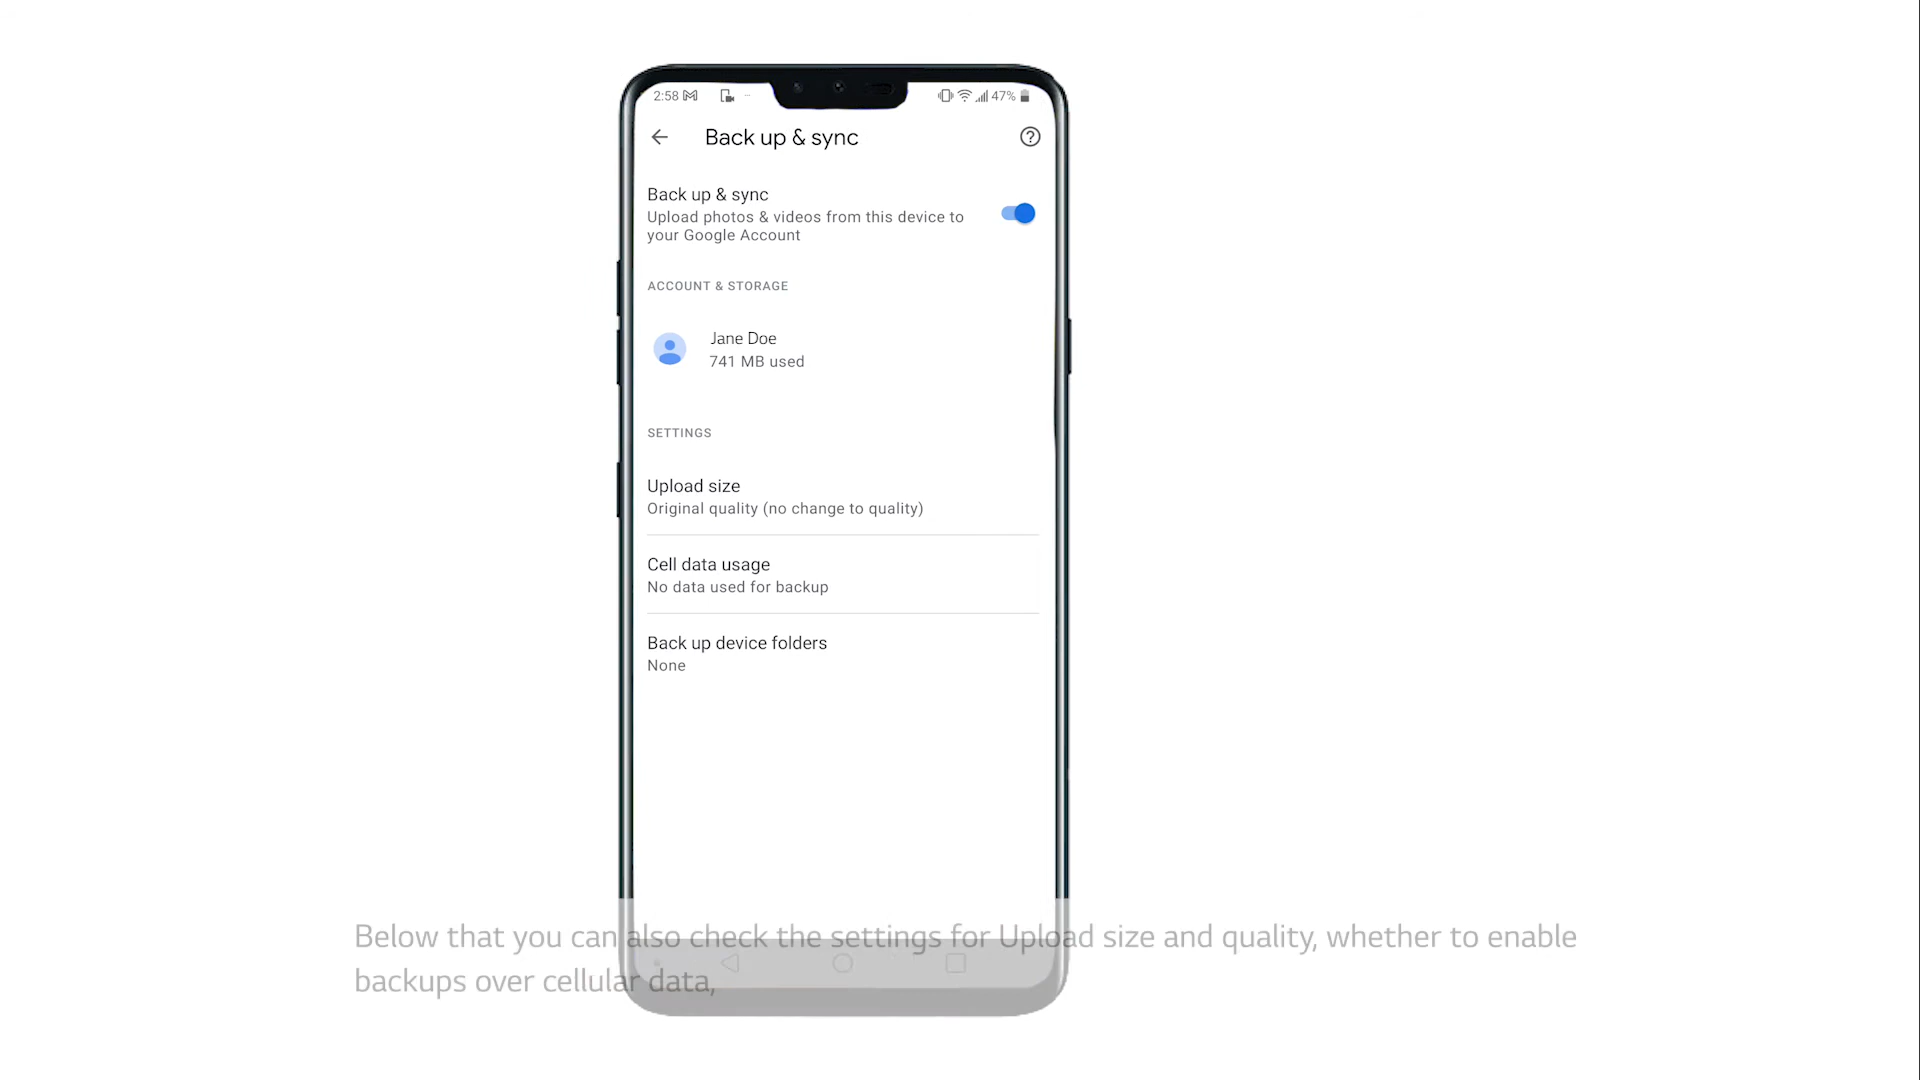 2:58
47%
Back up & sync
Back up & sync
Upload photos & videos from this device to
your Google Account
ACCOUNT & STORAGE
Jane Doe
741 MB used
SETTINGS
Upload size
Original quality (no change to quality)
Cell data usage
No data used for backup
Back up device folders
None
Below that you can also check the settings for Upload size and quality, whether to enable
backups over cellular data,